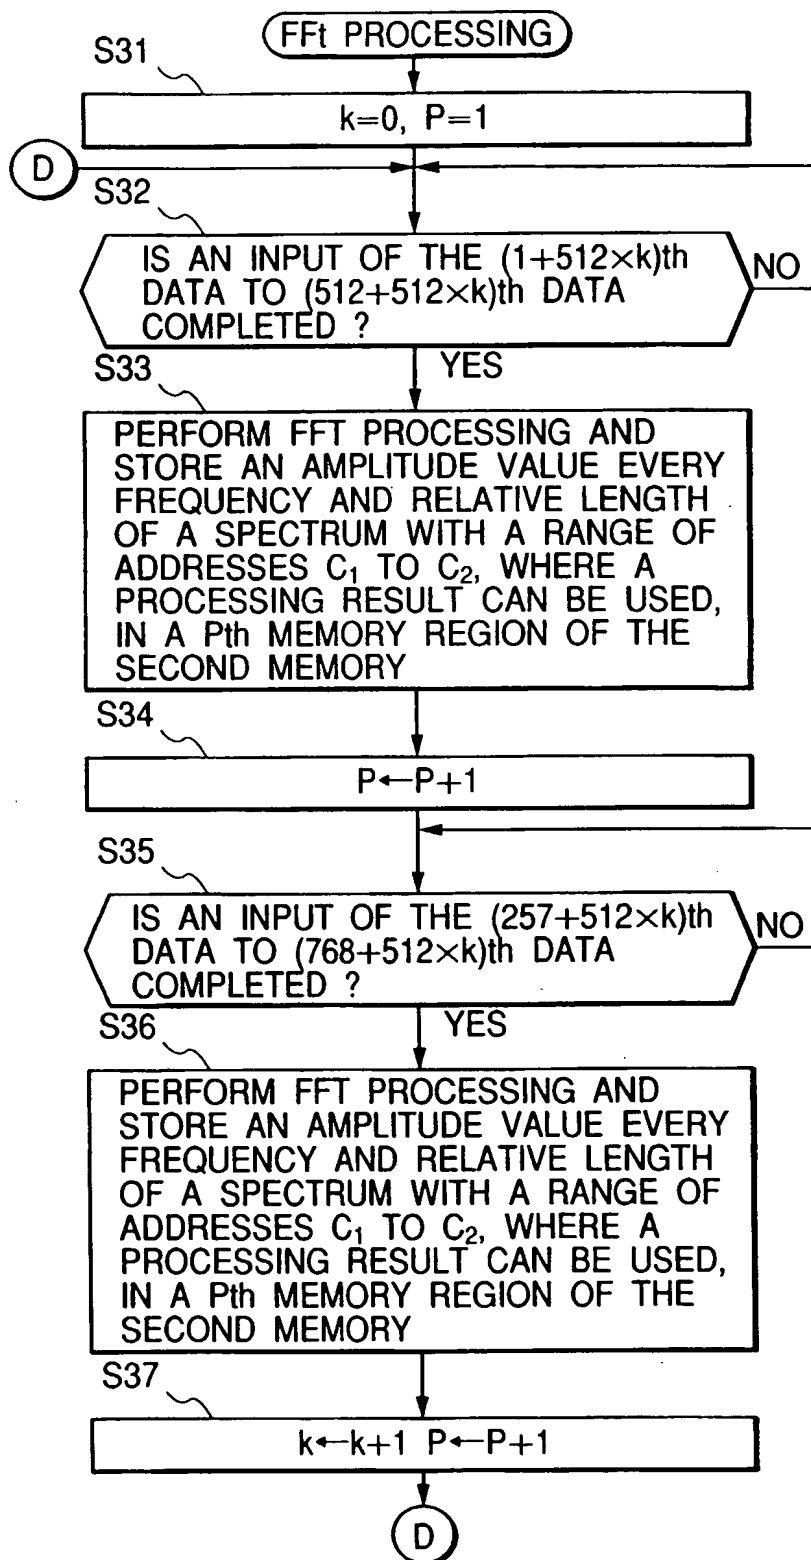 FFt PROCESSING
S31
k=0, P=1
D
S32
IS AN INPUT OF THE (1+512×k)th
DATA TO (512+512×k)th DATA
COMPLETED ?
NO
YES
S33
PERFORM FFT PROCESSING AND
STORE AN AMPLITUDE VALUE EVERY
FREQUENCY AND RELATIVE LENGTH
OF A SPECTRUM WITH A RANGE OF
ADDRESSES C₁ TO C₂, WHERE A
PROCESSING RESULT CAN BE USED,
IN A Pth MEMORY REGION OF THE
SECOND MEMORY
S34
P←P+1
S35
IS AN INPUT OF THE (257+512×k)th
DATA TO (768+512×k)th DATA
COMPLETED ?
NO
YES
S36
PERFORM FFT PROCESSING AND
STORE AN AMPLITUDE VALUE EVERY
FREQUENCY AND RELATIVE LENGTH
OF A SPECTRUM WITH A RANGE OF
ADDRESSES C₁ TO C₂, WHERE A
PROCESSING RESULT CAN BE USED,
IN A Pth MEMORY REGION OF THE
SECOND MEMORY
S37
k←k+1 P←P+1
D